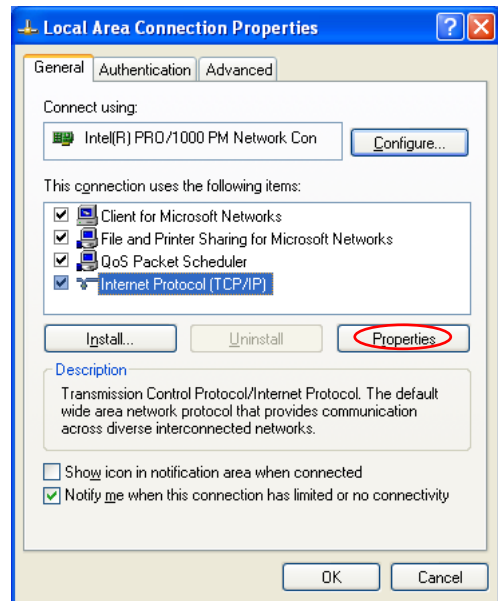 Local Area Connection Properties
General Authentication Advanced
Connect using:
Intel(R) PRO/1000 PM Network Con Configure...
This connection uses the following items:
Client for Microsoft Networks
File and Printer Sharing for Microsoft Networks
QoS Packet Scheduler
Internet Protocol (TCP/IP)
Install... Uninstall Properties
Description
Transmission Control Protocol/Internet Protocol. The default
wide area network protocol that provides communication
across diverse interconnected networks.
Show icon in notification area when connected
Notify me when this connection has limited or no connectivity
OK Cancel